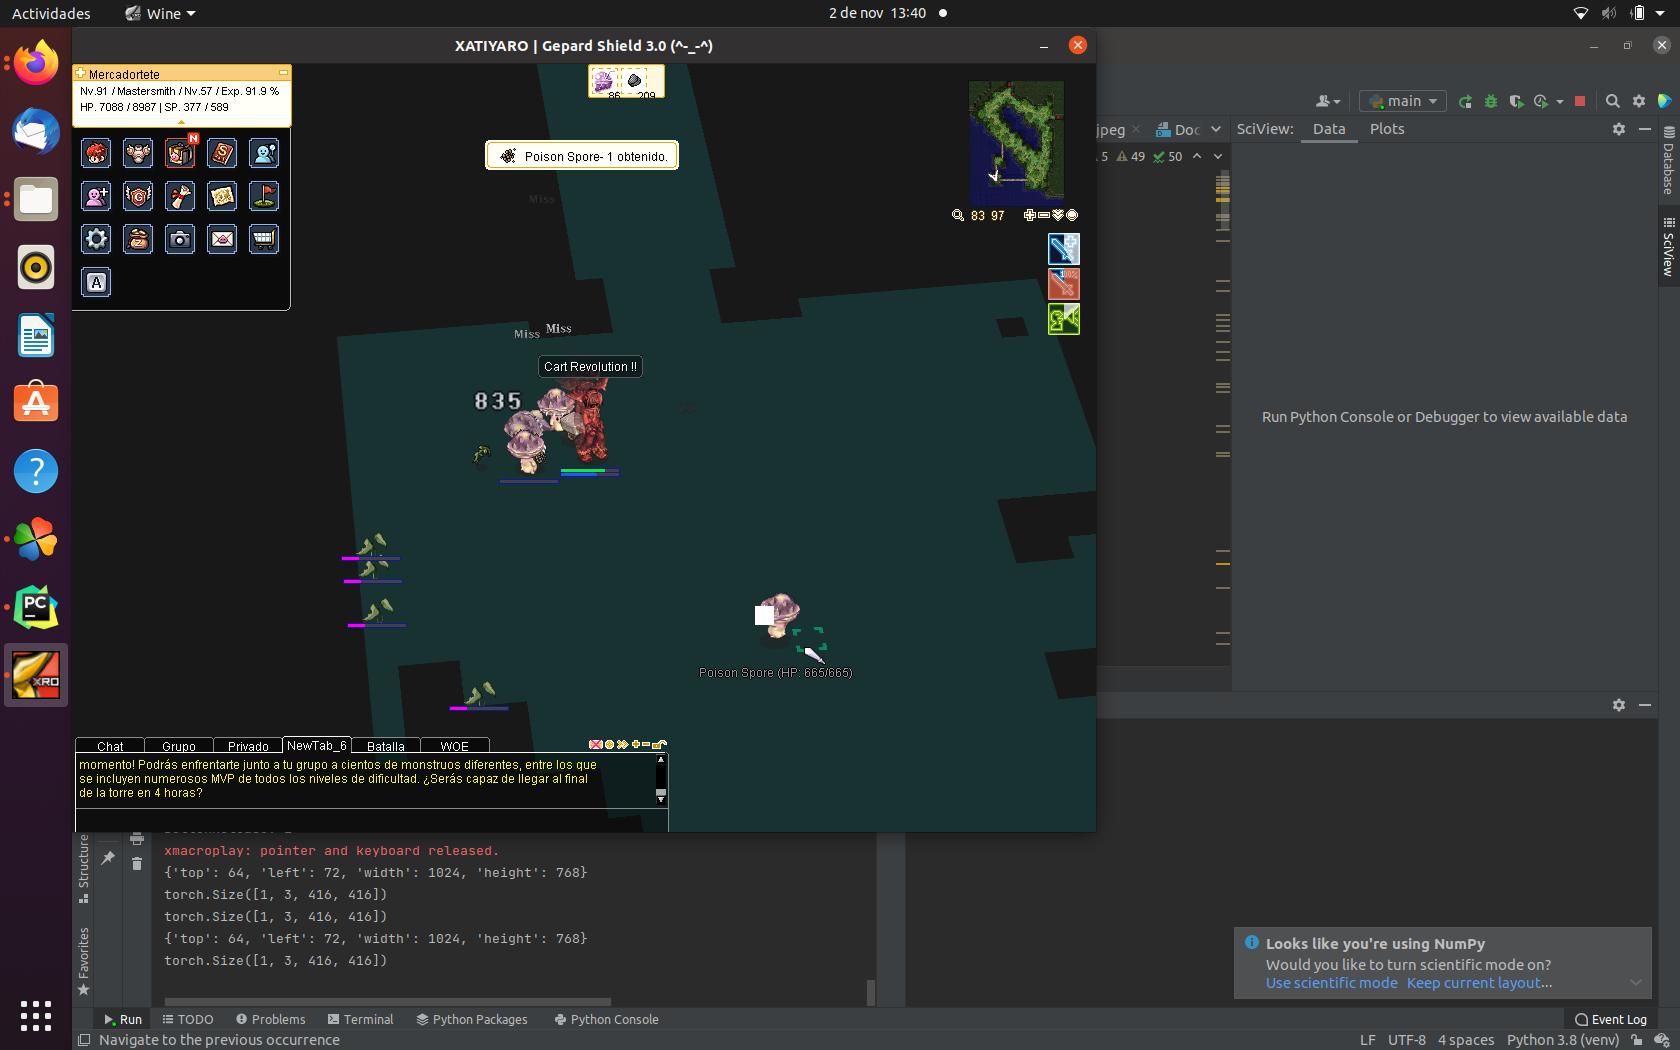 Actividades
Wine
2 de nov 13:40
XATIYARO | Gepard Shield 3.0 (^-_-^)
Mercadortete
Nv.91 / Mastersmith / Nv.57 / Exp. 91.9 %
HP. 7088 / 8987 | SP. 377 / 589
N
A
86
209
Poison Spore- 1 obtenido.
Miss
83 97
100%
Miss
Miss
Cart Revolution !!
835
Poison Spore (HP: 665/665)
Chat
Grupo
Privado
NewTab_6
Batalla
WOE
momento! Podrás enfrentarte junto a tu grupo a cientos de monstruos diferentes, entre los que
se incluyen numerosos MVP de todos los niveles de dificultad. ¿Serás capaz de llegar al final
de la torre en 4 horas?
main
jpeg
Doc
SciView:
Data
Plots
5
49
50
Database
SciView
Run Python Console or Debugger to view available data
PC
XRO
Structure
Favorites
xmacroplay: pointer and keyboard released.
{'top': 64, 'left': 72, 'width': 1024, 'height': 768}
torch.Size([1, 3, 416, 416])
torch.Size([1, 3, 416, 416])
{'top': 64, 'left': 72, 'width': 1024, 'height': 768}
torch.Size([1, 3, 416, 416])
Looks like you're using NumPy
Would you like to turn scientific mode on?
Use scientific mode Keep current layout...
Run
TODO
Problems
Terminal
Python Packages
Python Console
Event Log
Navigate to the previous occurrence
LF UTF-8 4 spaces Python 3.8 (venv)